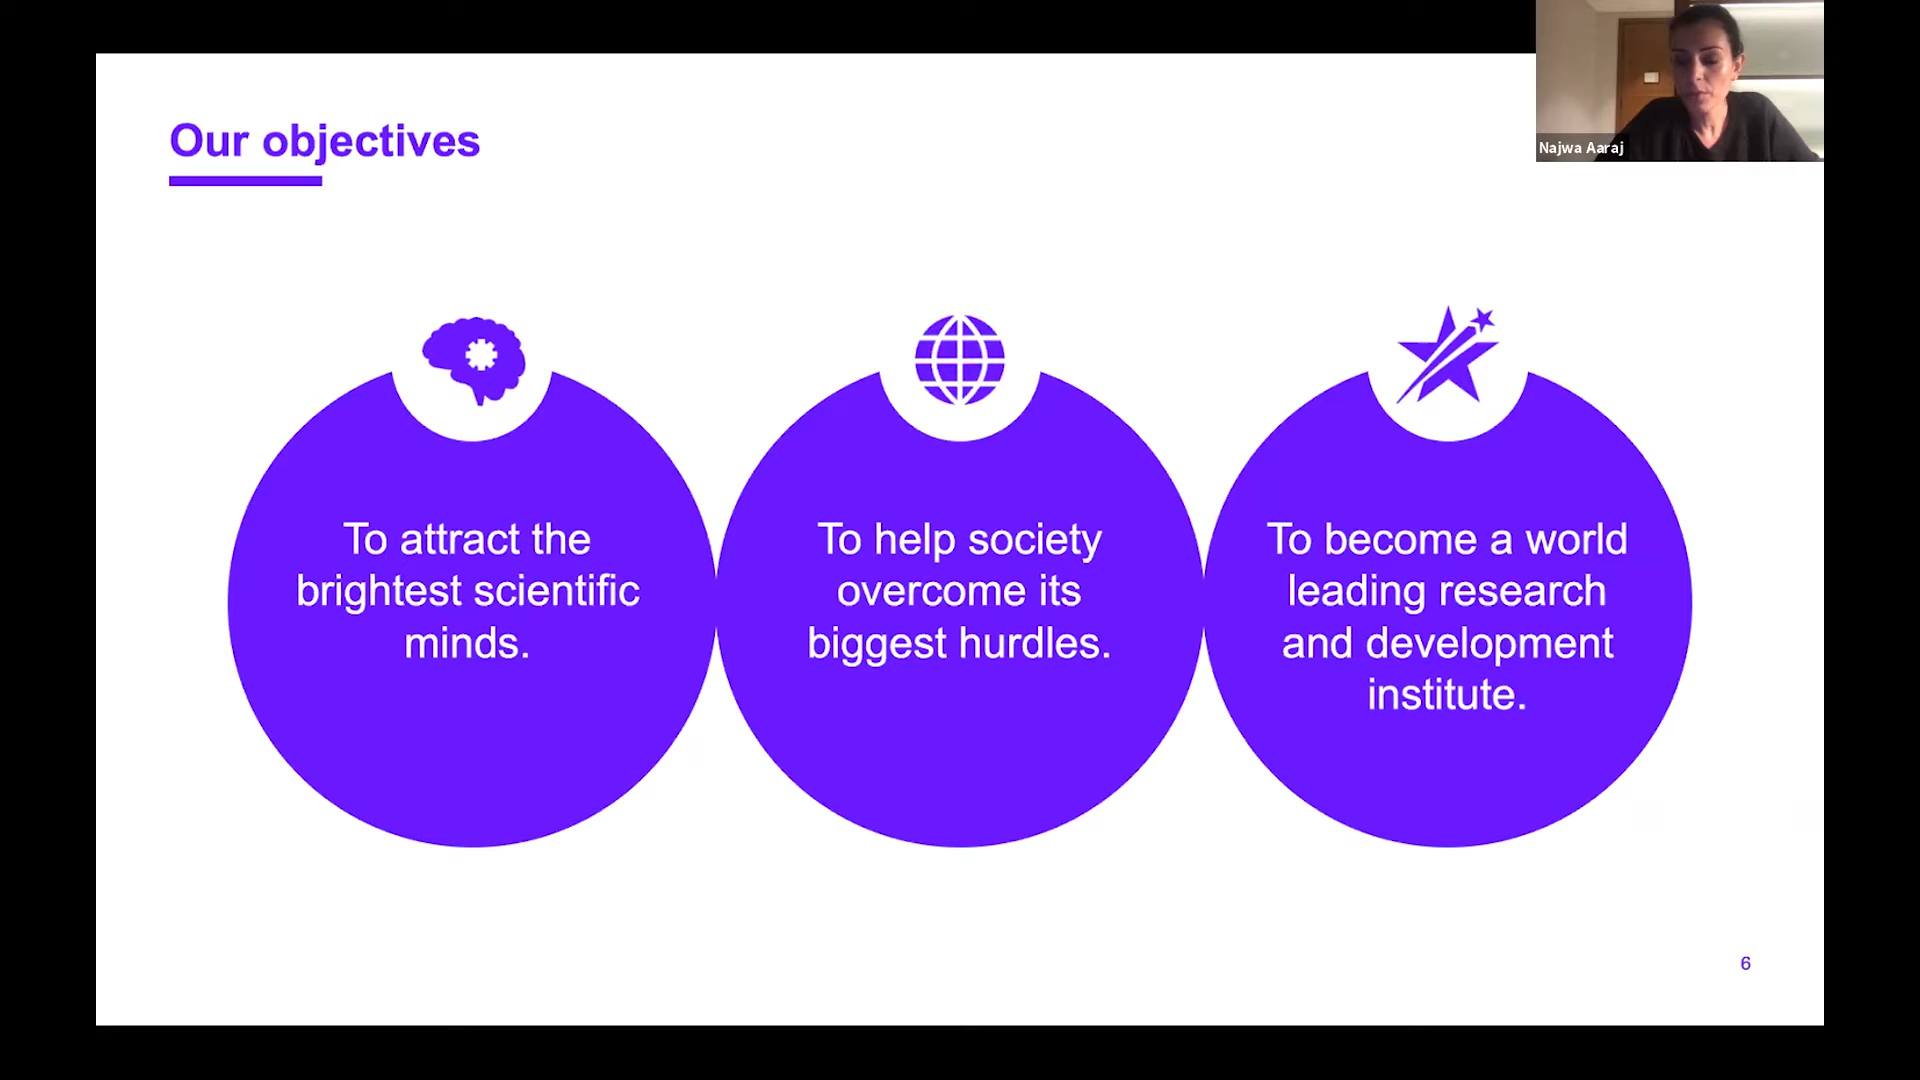 Najwa Aaraj
Our objectives
To attract the
brightest scientific
minds.
To help society
overcome its
biggest hurdles.
To become a world
leading research
and development
institute.
6